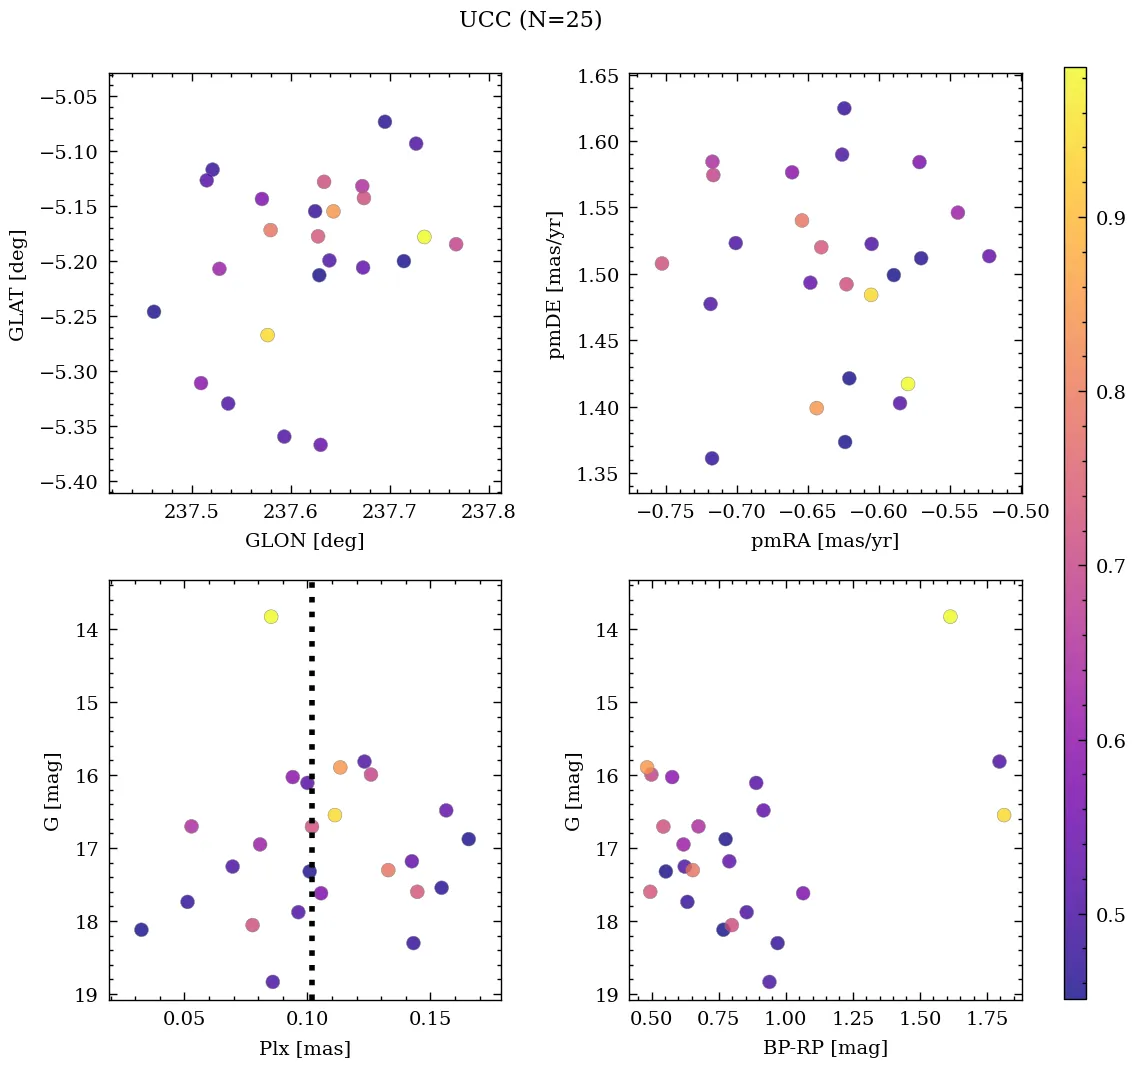 UCC (N=25)
−5.05
−5.10
−5.15
−5.20
−5.25
−5.30
−5.35
−5.40
GLAT [deg]
237.5 237.6 237.7 237.8
GLON [deg]
1.65
1.60
1.55
1.50
1.45
1.40
1.35
pmDE [mas/yr]
−0.75 −0.70 −0.65 −0.60 −0.55 −0.50
pmRA [mas/yr]
14
15
16
17
18
19
G [mag]
0.05 0.10 0.15
Plx [mas]
14
15
16
17
18
19
G [mag]
0.50 0.75 1.00 1.25 1.50 1.75
BP-RP [mag]
0.9
0.8
0.7
0.6
0.5